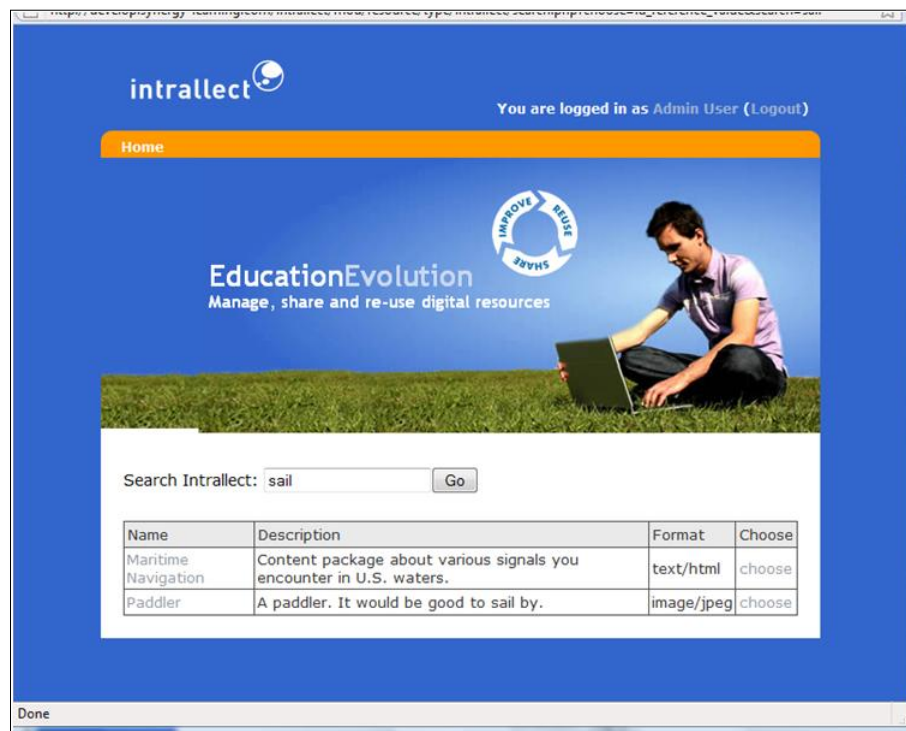 intrallect
You are logged in as Admin User (Logout)
Home
IMPROVE REUSE SHARE
EducationEvolution
Manage, share and re-use digital resources
Search Intrallect: sail Go
Name Description Format Choose
Maritime Navigation Content package about various signals you encounter in U.S. waters. text/html choose
Paddler A paddler. It would be good to sail by. image/jpeg choose
Done